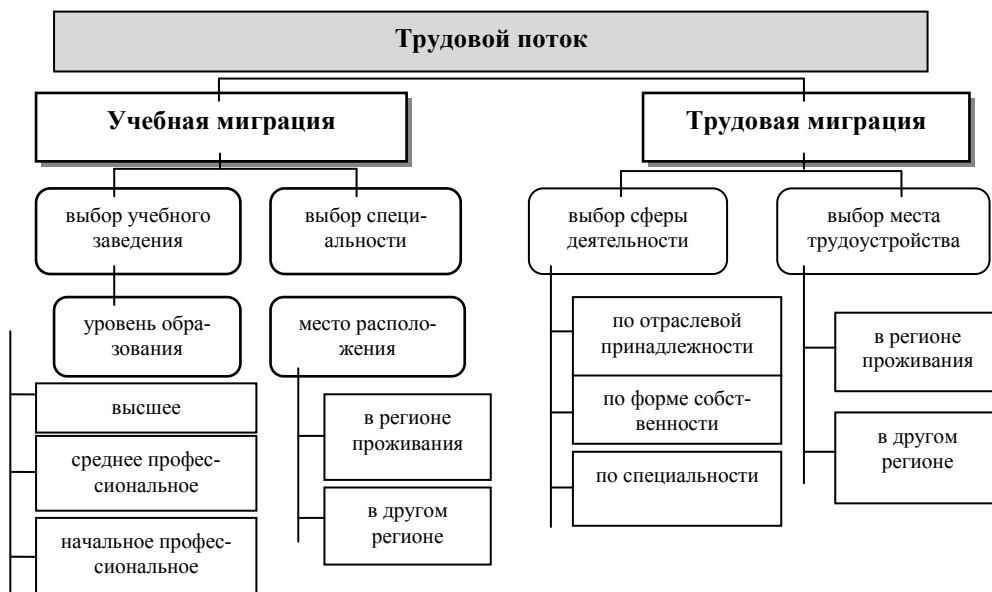 Трудовой поток
Учебная миграция
Трудовая миграция
выбор учебного
заведения
выбор специ-
альности
выбор сферы
деятельности
выбор места
трудоустройства
уровень обра-
зования
место располо-
жения
по отраслевой
принадлежности
в регионе
проживания
высшее
в регионе
проживания
по форме собст-
венности
среднее профес-
сиональное
по специальности
в другом
регионе
начальное профес-
сиональное
в другом
регионе